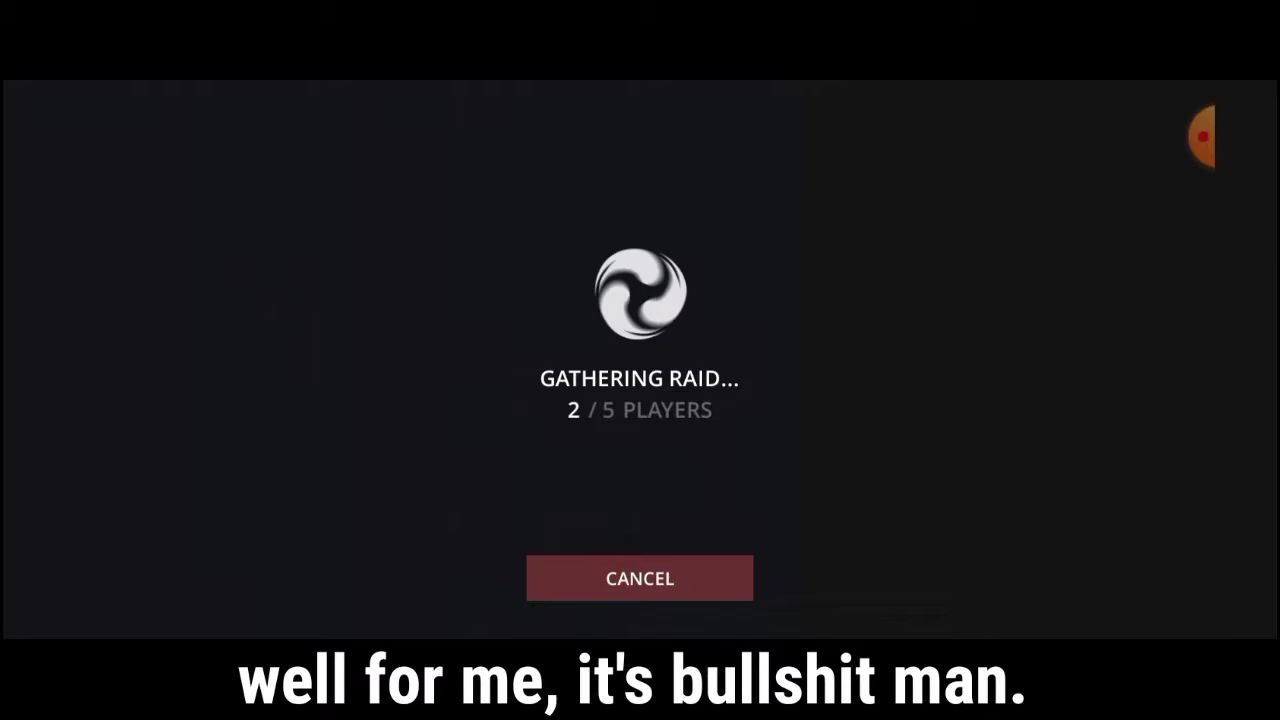 GATHERING RAID...
2 / 5 PLAYERS
CANCEL
well for me, it's bullshit man.